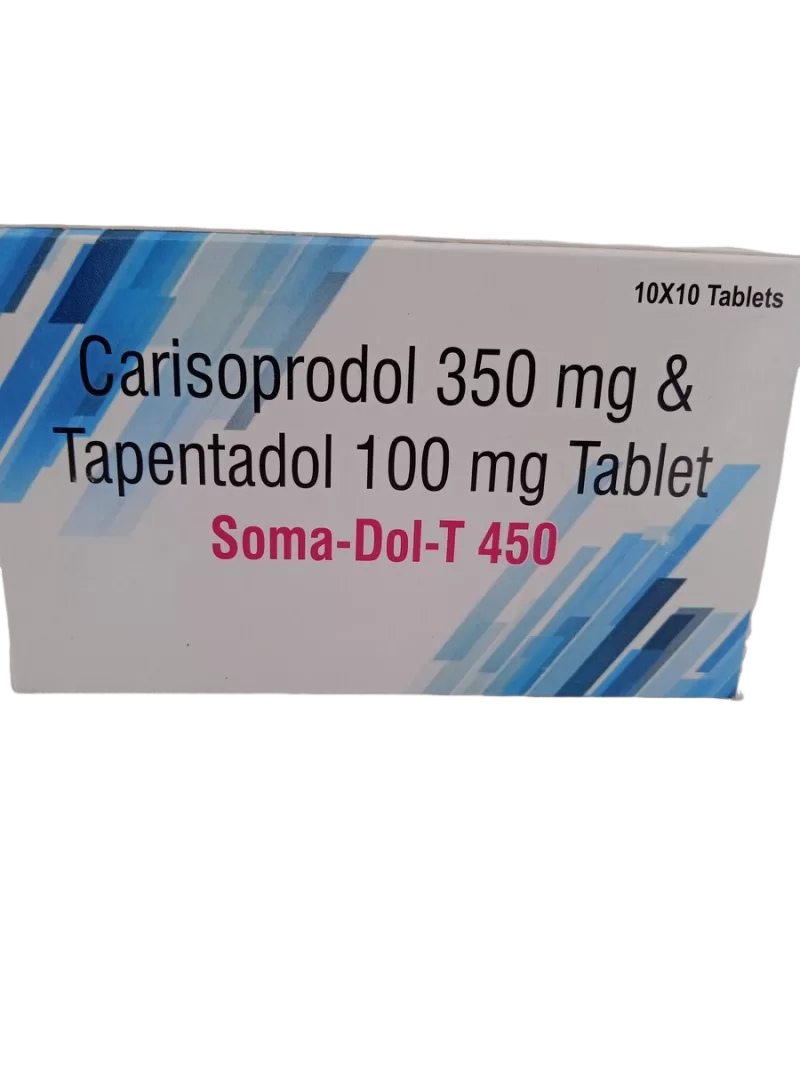 10X10 Tablets
Carisoprodol 350 mg &
Tapentadol 100 mg Tablet
Soma-Dol-T 450